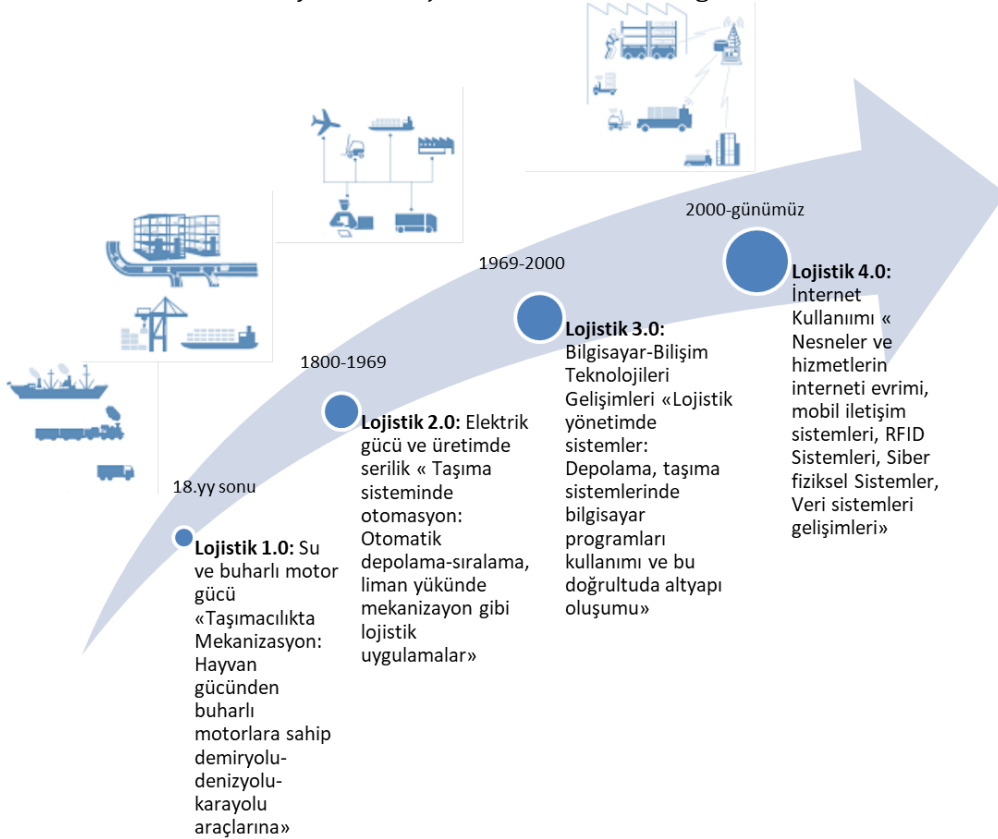 18.yy sonu
Lojistik 1.0: Su
ve buharlı motor
gücü
«Taşımacılıkta
Mekanizasyon:
Hayvan
gücünden
buharlı
motorlara sahip
demiryolu-
denizyolu-
karayolu
araçlarına»
1800-1969
Lojistik 2.0: Elektrik
gücü ve üretimde
serilik « Taşıma
sisteminde
otomasyon:
Otomatik
depolama-sıralama,
liman yükünde
mekanizayon gibi
lojistik
uygulamalar»
1969-2000
Lojistik 3.0:
Bilgisayar-Bilişim
Teknolojileri
Gelişimleri «Lojistik
yönetimde
sistemler:
Depolama, taşıma
sistemlerinde
bilgisayar
programları
kullanımı ve bu
doğrultuda altyapı
oluşumu»
2000-günümüz
Lojistik 4.0:
İnternet
Kullanıımı «
Nesneler ve
hizmetlerin
interneti evrimi,
mobil iletişim
sistemleri, RFID
Sistemleri, Siber
fiziksel Sistemler,
Veri sistemleri
gelişimleri»